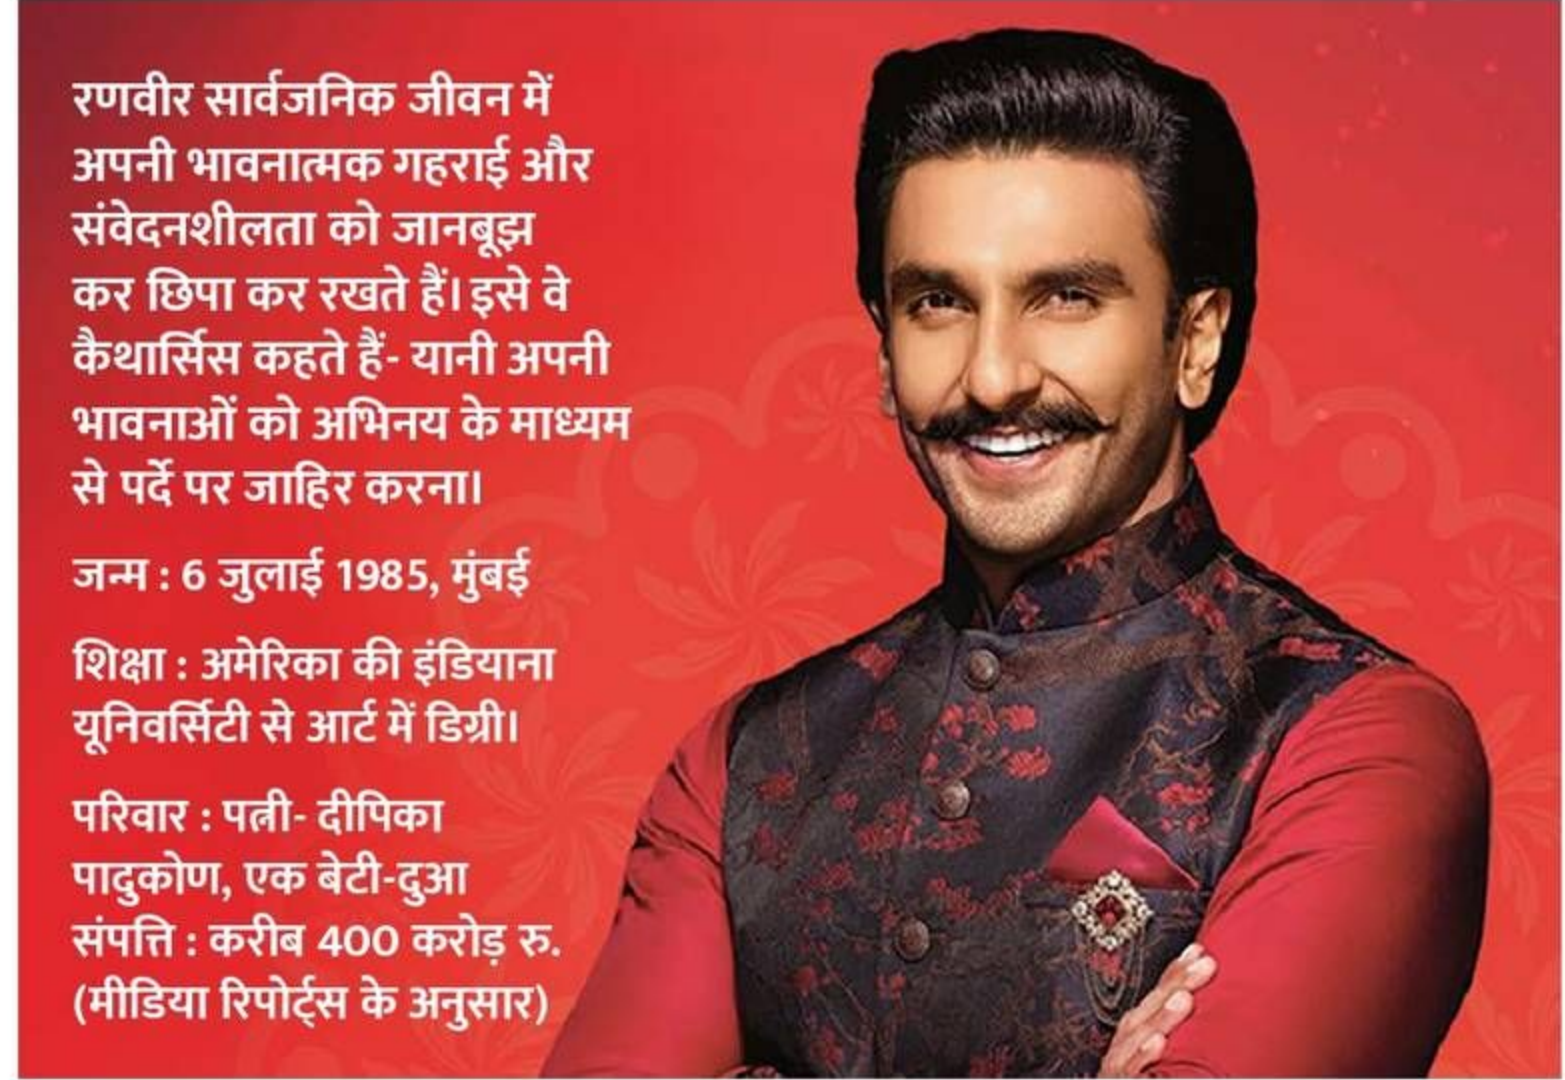 रणवीर सार्वजनिक जीवन में
अपनी भावनात्मक गहराई और
संवेदनशीलता को जानबूझ
कर छिपा कर रखते हैं। इसे वे
कैथार्सिस कहते हैं- यानी अपनी
भावनाओं को अभिनय के माध्यम
से पर्दे पर जाहिर करना।
जन्म : 6 जुलाई 1985, मुंबई
शिक्षा : अमेरिका की इंडियाना
यूनिवर्सिटी से आर्ट में डिग्री।
परिवार : पत्नी- दीपिका
पादुकोण, एक बेटी-दुआ
संपत्ति : करीब 400 करोड़ रु.
(मीडिया रिपोर्ट्स के अनुसार)